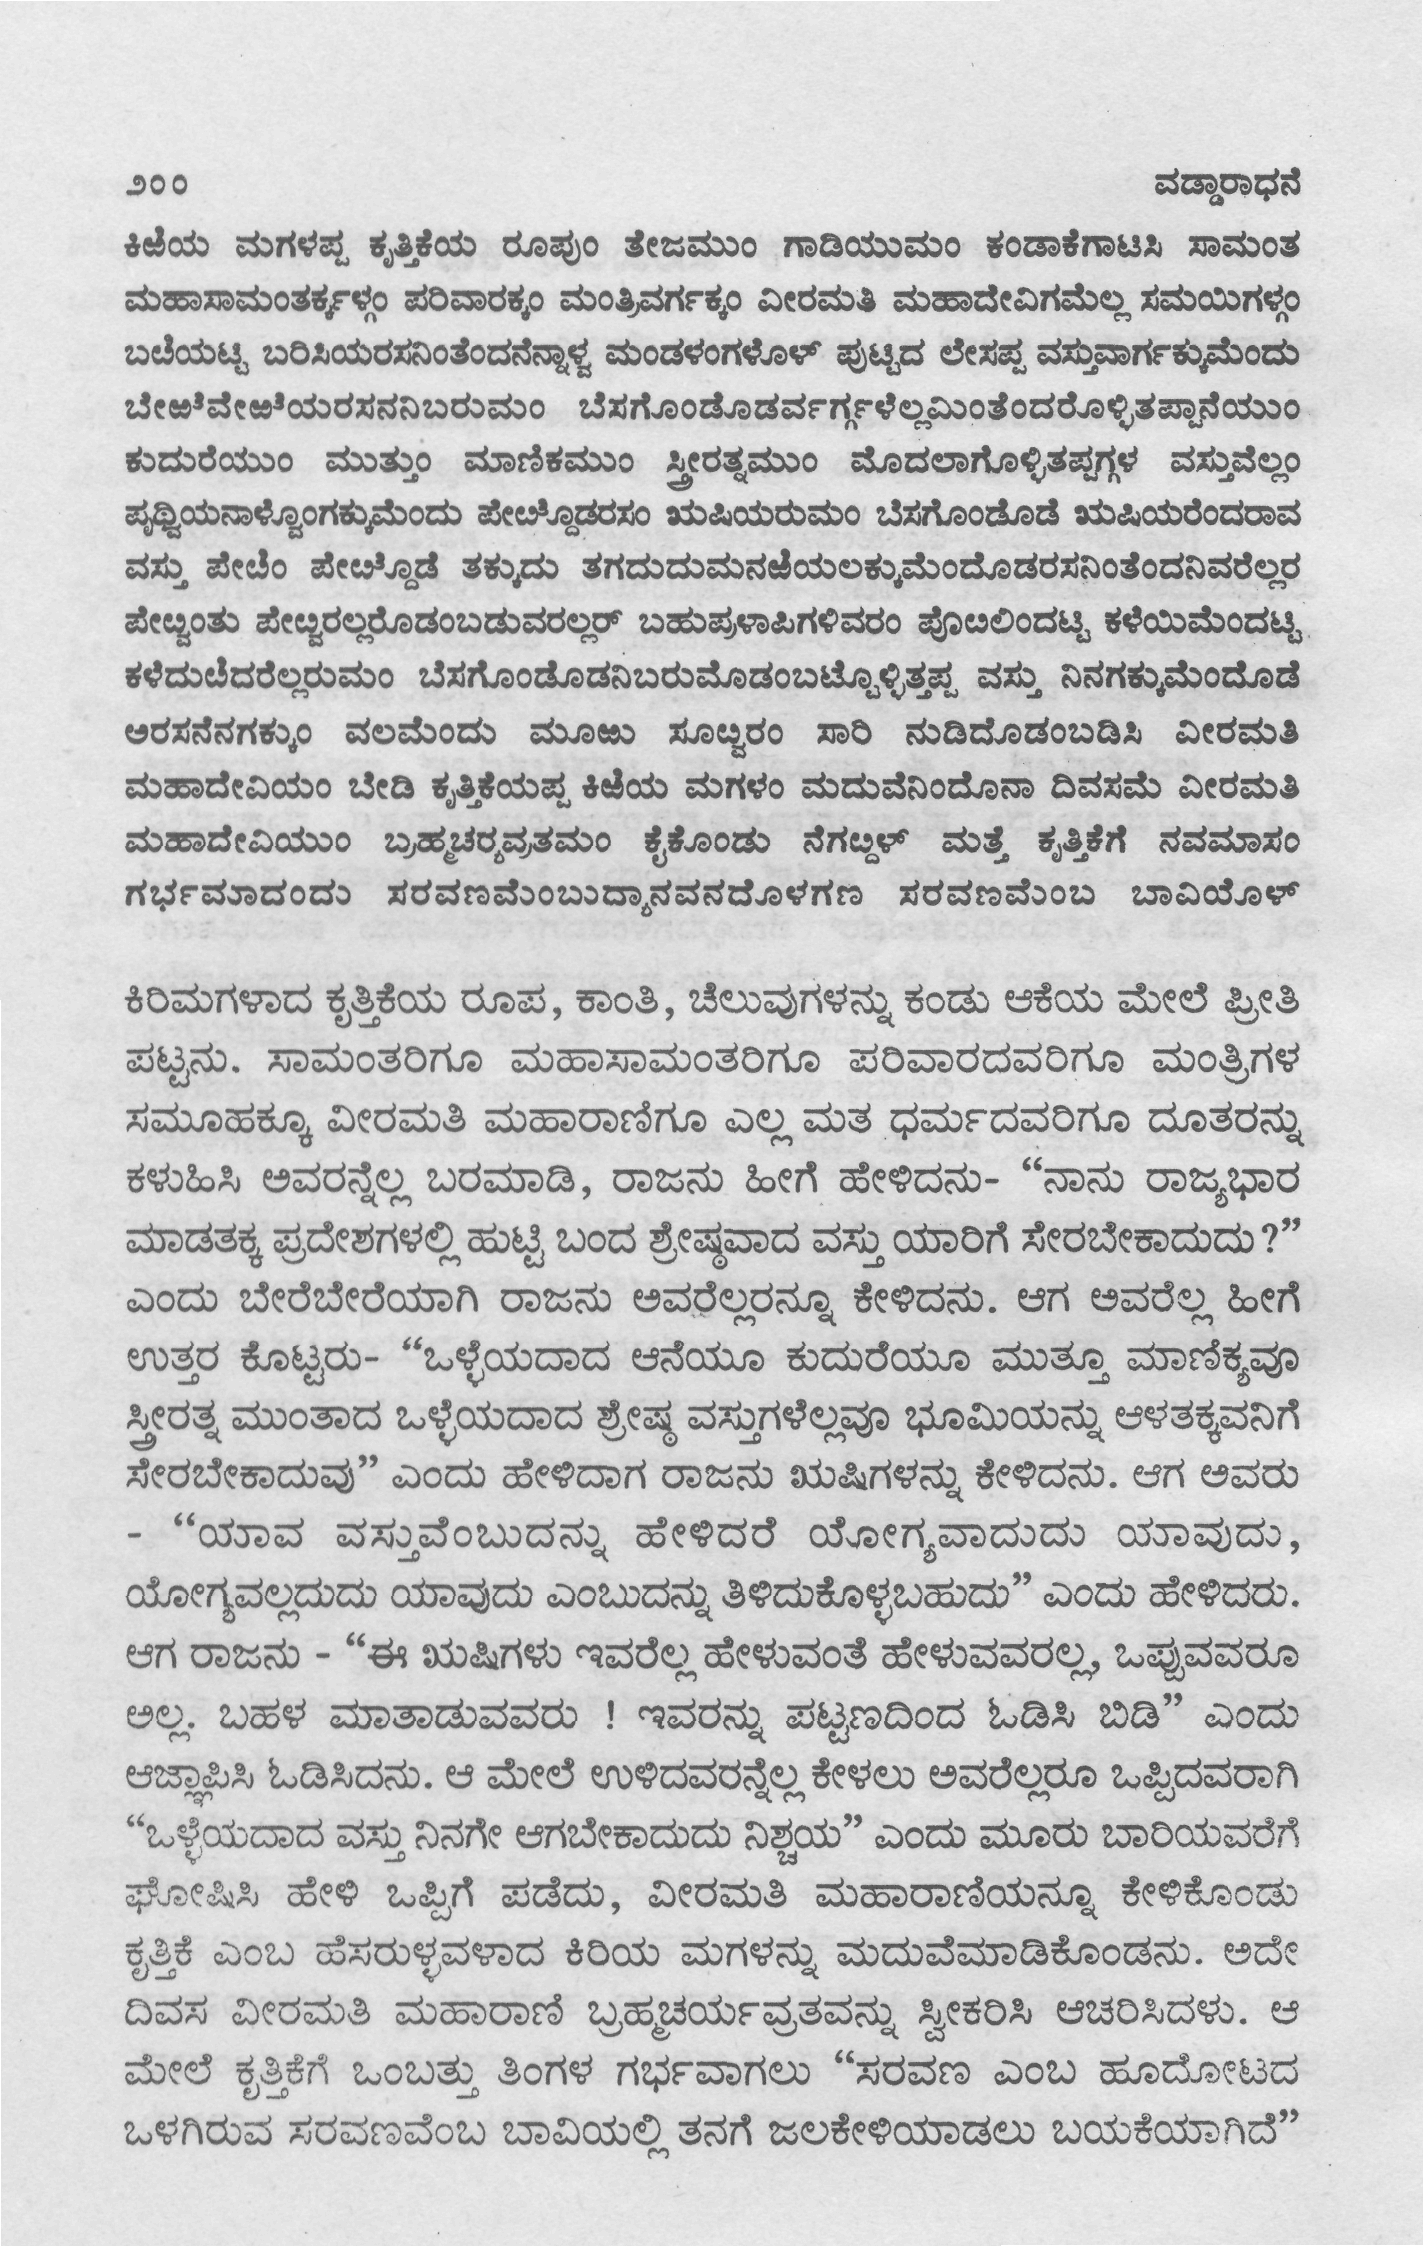 ೨೦೦ ವಡ್ಡಾರಾಧನೆ
ಕಿಱಿಯ ಮಗಳಪ್ಪ ಕೃತ್ತಿಕೆಯ ರೂಪುಂ ತೇಜಮುಂ ಗಾಡಿಯುಮಂ ಕಂಡಾಕೆಗಾಟಿಸಿ ಸಾಮಂತ
ಮಹಾಸಾಮಂತರ್ಕ್ಕಳ್ಗಂ ಪರಿವಾರಕ್ಕಂ ಮಂತ್ರಿವರ್ಗಕ್ಕಂ ವೀರಮತಿ ಮಹಾದೇವಿಗಮೆಲ್ಲ ಸಮಯಿಗಳ್ಗಂ
ಬೞಿಯಟ್ಟಿ ಬರಿಸಿಯರಸನಿಂತೆಂದನೆನ್ನಾಳ್ವ ಮಂಡಳಂಗಳೊಳ್ ಪುಟ್ಟಿದ ಲೇಸಪ್ಪ ವಸ್ತುವಾರ್ಗಕ್ಕುಮೆಂದು
ಬೇಱೆವೇಱೆಯರಸನನಿಬರುಮಂ ಬೆಸಗೊಂಡೊಡರ್ವರ್ಗ್ಗಳೆಲ್ಲಮಿಂತೆಂದರೊಳ್ಳಿತಪ್ಪಾನೆಯುಂ
ಕುದುರೆಯುಂ ಮುತ್ತುಂ ಮಾಣಿಕಮುಂ ಸ್ತ್ರೀರತ್ನಮುಂ ಮೊದಲಾಗೊಳ್ಳಿತಪ್ಪಗ್ಗಳ ವಸ್ತುವೆಲ್ಲಂ
ಪೃಥ್ವಿಯನಾಳ್ವೊಂಗಕ್ಕುಮೆಂದು ಪೇೞ್ದೊಡರಸಂ ಋಷಿಯರುಮಂ ಬೆಸಗೊಂಡೊಡೆ ಋಷಿಯರೆಂದರಾವ
ವಸ್ತು ಪೇೞಿಂ ಪೇೞ್ದೊಡೆ ತಕ್ಕುದು ತಗದುದುಮನಱಿಯಲಕ್ಕುಮೆಂದೊಡರಸನಿಂತೆಂದನಿವರೆಲ್ಲರ
ಪೇೞ್ವಂತು ಪೇೞ್ವರಲ್ಲರೊಡಂಬಡುವರಲ್ಲರ್ ಬಹುಪ್ರಳಾಪಿಗಳಿವರಂ ಪೊೞಲಿಂದಟ್ಟಿ ಕಳೆಯಿಮೆಂದಟ್ಟಿ
ಕಳೆದುೞಿದರೆಲ್ಲರುಮಂ ಬೆಸಗೊಂಡೊಡನಿಬರುಮೊಡಂಬಟ್ಟೊಳ್ಳಿತ್ತಪ್ಪ ವಸ್ತು ನಿನಗಕ್ಕುಮೆಂದೊಡೆ
ಅರಸನೆನಗಕ್ಕುಂ ವಲಮೆಂದು ಮೂಱು ಸೂೞ್ವರಂ ಸಾರಿ ನುಡಿದೊಡಂಬಡಿಸಿ ವೀರಮತಿ
ಮಹಾದೇವಿಯಂ ಬೇಡಿ ಕೃತ್ತಿಕೆಯಪ್ಪ ಕಿಱಿಯ ಮಗಳಂ ಮದುವೆನಿಂದೊನಾ ದಿವಸಮೆ ವೀರಮತಿ
ಮಹಾದೇವಿಯುಂ ಬ್ರಹ್ಮಚರ‍್ಯವ್ರತಮಂ ಕೈಕೊಂಡು ನೆಗೞ್ದಳ್ ಮತ್ತೆ ಕೃತ್ತಿಕೆಗೆ ನವಮಾಸಂ
ಗರ್ಭಮಾದಂದು ಸರವಣಮೆಂಬುದ್ಯಾನವನದೊಳಗಣ ಸರವಣಮೆಂಬ ಬಾವಿಯೊಳ್
ಕಿರಿಮಗಳಾದ ಕೃತ್ತಿಕೆಯ ರೂಪ, ಕಾಂತಿ, ಚೆಲುವುಗಳನ್ನು ಕಂಡು ಆಕೆಯ ಮೇಲೆ ಪ್ರೀತಿ
ಪಟ್ಟನು. ಸಾಮಂತರಿಗೂ ಮಹಾಸಾಮಂತರಿಗೂ ಪರಿವಾರದವರಿಗೂ ಮಂತ್ರಿಗಳ
ಸಮೂಹಕ್ಕೂ ವೀರಮತಿ ಮಹಾರಾಣಿಗೂ ಎಲ್ಲ ಮತ ಧರ್ಮದವರಿಗೂ ದೂತರನ್ನು
ಕಳುಹಿಸಿ ಅವರನ್ನೆಲ್ಲ ಬರಮಾಡಿ, ರಾಜನು ಹೀಗೆ ಹೇಳಿದನು- “ನಾನು ರಾಜ್ಯಭಾರ
ಮಾಡತಕ್ಕ ಪ್ರದೇಶಗಳಲ್ಲಿ ಹುಟ್ಟಿ ಬಂದ ಶ್ರೇಷ್ಠವಾದ ವಸ್ತು ಯಾರಿಗೆ ಸೇರಬೇಕಾದುದು?”
ಎಂದು ಬೇರೆಬೇರೆಯಾಗಿ ರಾಜನು ಅವರೆಲ್ಲರನ್ನೂ ಕೇಳಿದನು. ಆಗ ಅವರೆಲ್ಲ ಹೀಗೆ
ಉತ್ತರ ಕೊಟ್ಟರು- “ಒಳ್ಳೆಯದಾದ ಆನೆಯೂ ಕುದುರೆಯೂ ಮುತ್ತೂ ಮಾಣಿಕ್ಯವೂ
ಸ್ತ್ರೀರತ್ನ ಮುಂತಾದ ಒಳ್ಳೆಯದಾದ ಶ್ರೇಷ್ಠ ವಸ್ತುಗಳೆಲ್ಲವೂ ಭೂಮಿಯನ್ನು ಆಳತಕ್ಕವನಿಗೆ
ಸೇರಬೇಕಾದುವು” ಎಂದು ಹೇಳಿದಾಗ ರಾಜನು ಋಷಿಗಳನ್ನು ಕೇಳಿದನು. ಆಗ ಅವರು
- “ಯಾವ ವಸ್ತುವೆಂಬುದನ್ನು ಹೇಳಿದರೆ ಯೋಗ್ಯವಾದುದು ಯಾವುದು,
ಯೋಗ್ಯವಲ್ಲದುದು ಯಾವುದು ಎಂಬುದನ್ನು ತಿಳಿದುಕೊಳ್ಳಬಹುದು” ಎಂದು ಹೇಳಿದರು.
ಆಗ ರಾಜನು - “ಈ ಋಷಿಗಳು ಇವರೆಲ್ಲ ಹೇಳುವಂತೆ ಹೇಳುವವರಲ್ಲ, ಒಪ್ಪುವವರೂ
ಅಲ್ಲ. ಬಹಳ ಮಾತಾಡುವವರು ! ಇವರನ್ನು ಪಟ್ಟಣದಿಂದ ಓಡಿಸಿ ಬಿಡಿ” ಎಂದು
ಆಜ್ಞಾಪಿಸಿ ಓಡಿಸಿದನು. ಆ ಮೇಲೆ ಉಳಿದವರನ್ನೆಲ್ಲ ಕೇಳಲು ಅವರೆಲ್ಲರೂ ಒಪ್ಪಿದವರಾಗಿ
“ಒಳ್ಳೆಯದಾದ ವಸ್ತು ನಿನಗೇ ಆಗಬೇಕಾದುದು ನಿಶ್ಚಯ” ಎಂದು ಮೂರು ಬಾರಿಯವರೆಗೆ
ಘೋಷಿಸಿ ಹೇಳಿ ಒಪ್ಪಿಗೆ ಪಡೆದು, ವೀರಮತಿ ಮಹಾರಾಣಿಯನ್ನೂ ಕೇಳಿಕೊಂಡು
ಕೃತ್ತಿಕೆ ಎಂಬ ಹೆಸರುಳ್ಳವಳಾದ ಕಿರಿಯ ಮಗಳನ್ನು ಮದುವೆಮಾಡಿಕೊಂಡನು. ಅದೇ
ದಿವಸ ವೀರಮತಿ ಮಹಾರಾಣಿ ಬ್ರಹ್ಮಚರ್ಯವ್ರತವನ್ನು ಸ್ವೀಕರಿಸಿ ಆಚರಿಸಿದಳು. ಆ
ಮೇಲೆ ಕೃತ್ತಿಕೆಗೆ ಒಂಬತ್ತು ತಿಂಗಳ ಗರ್ಭವಾಗಲು “ಸರವಣ ಎಂಬ ಹೂದೋಟದ
ಒಳಗಿರುವ ಸರವಣವೆಂಬ ಬಾವಿಯಲ್ಲಿ ತನಗೆ ಜಲಕೇಳಿಯಾಡಲು ಬಯಕೆಯಾಗಿದೆ”